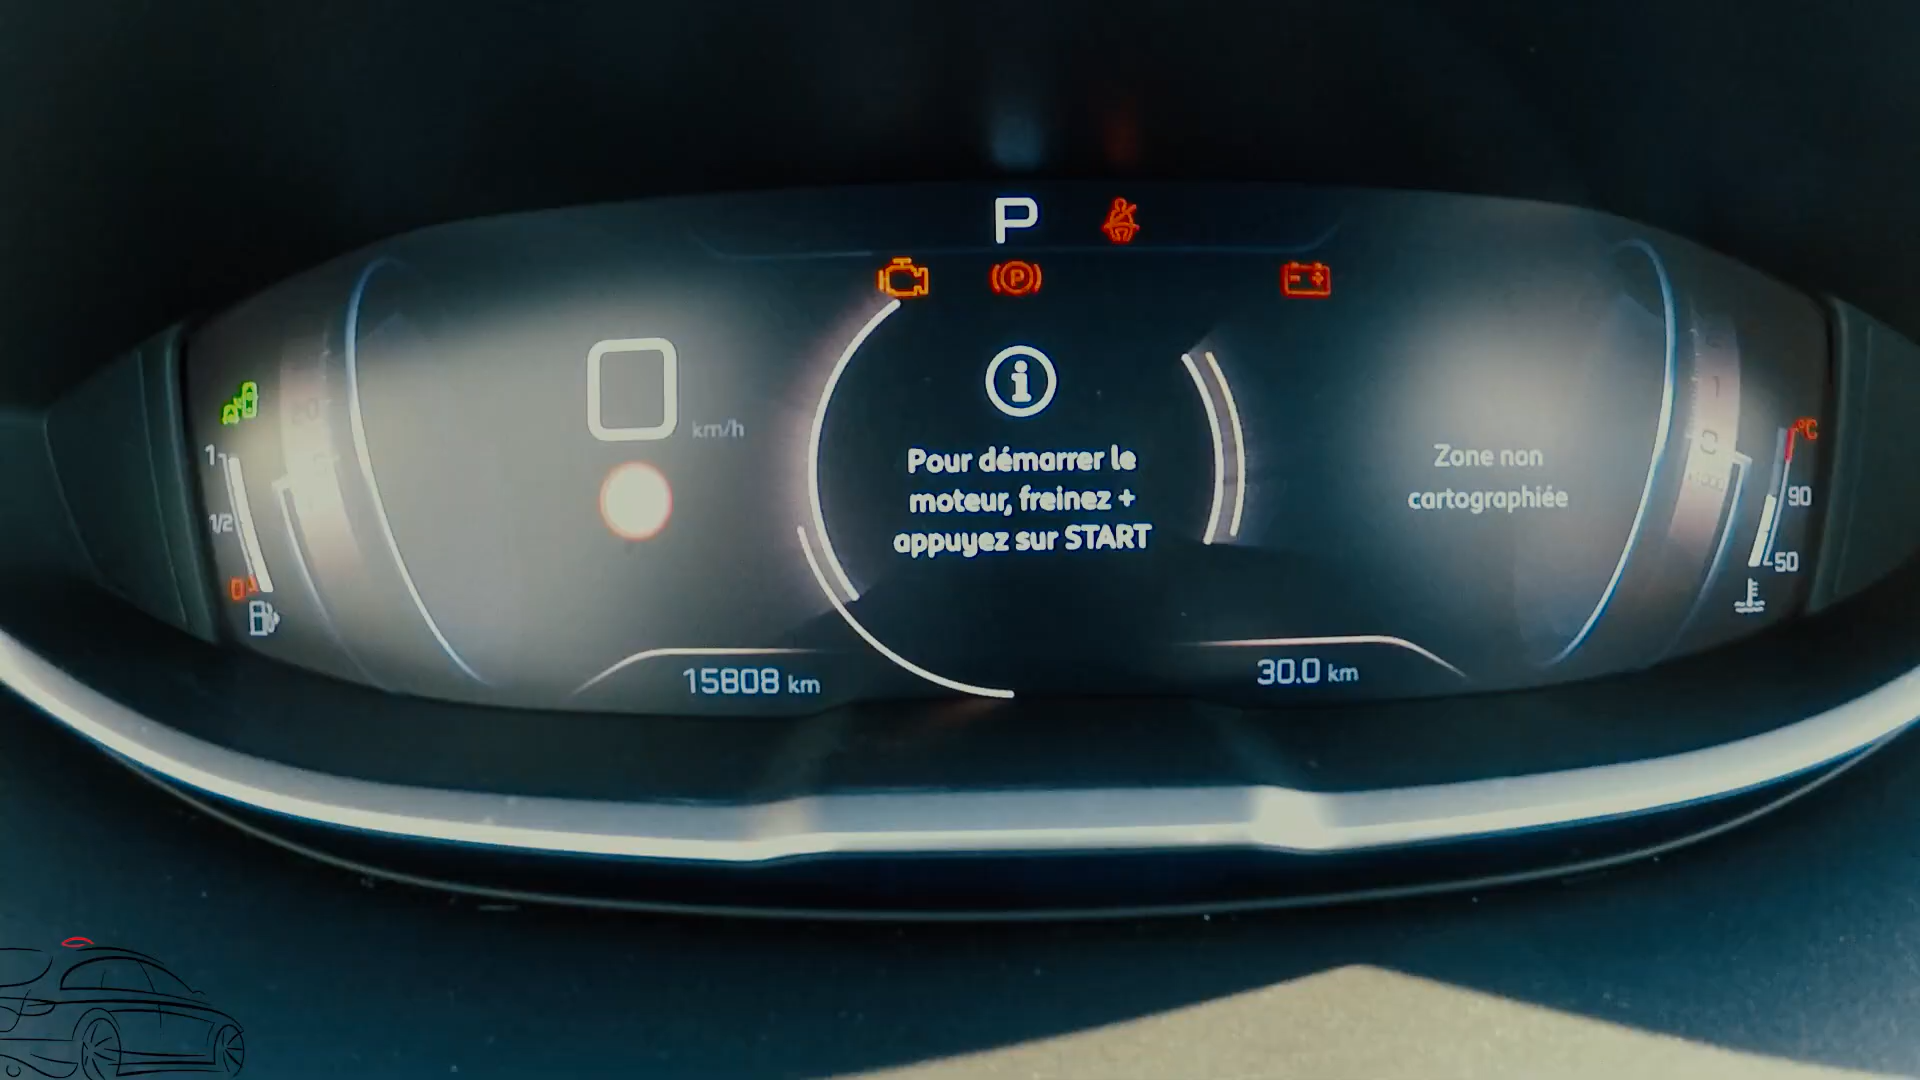 P
P
0
km/h
Pour démarrer le
moteur, freinez +
appuyez sur START
Zone non
cartographiée
1
1/2
0
°C
90
50
15808 km
30.0 km